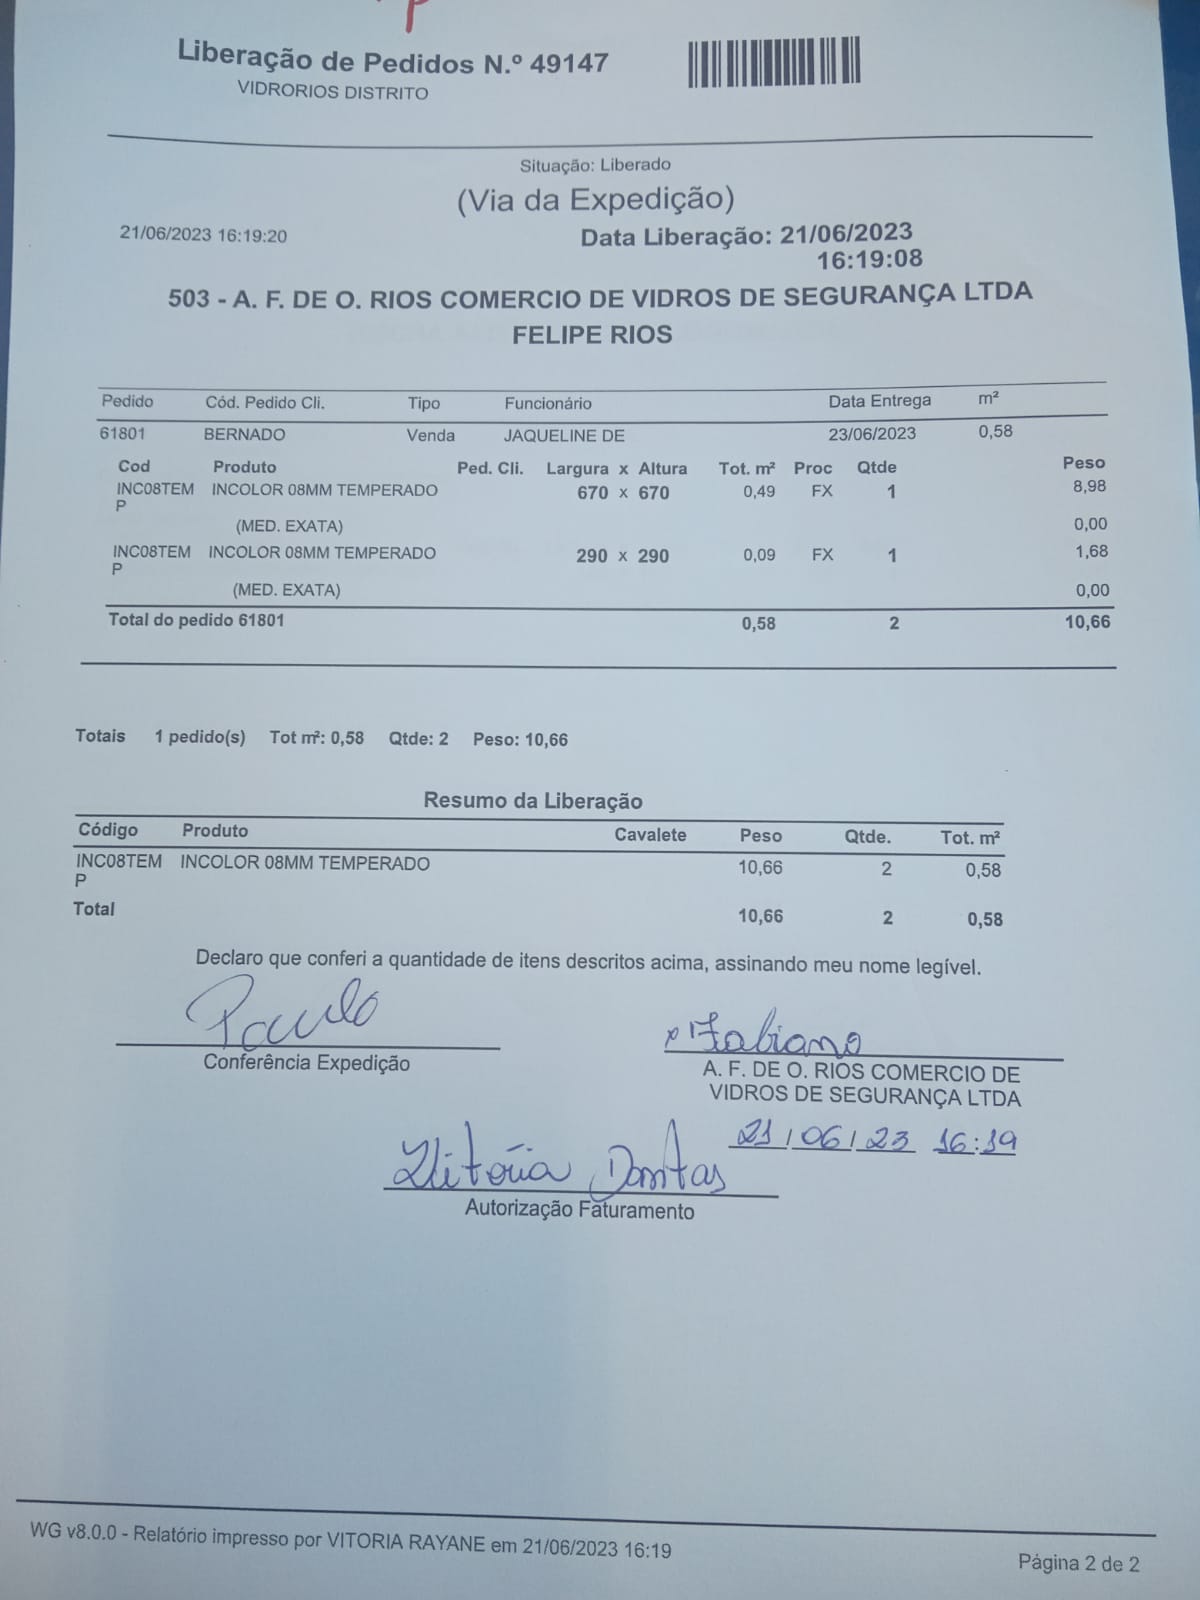 Liberação de Pedidos N.º 49147
VIDRORIOS DISTRITO
Situação: Liberado
(Via da Expedição)
21/06/2023 16:19:20
Data Liberação: 21/06/2023
16:19:08
503 - A. F. DE O. RIOS COMERCIO DE VIDROS DE SEGURANÇA LTDA
FELIPE RIOS
Pedido Cód. Pedido Cli. Tipo Funcionário Data Entrega m²
61801 BERNADO Venda JAQUELINE DE 23/06/2023 0,58
Cod Produto Ped. Cli. Largura x Altura Tot. m² Proc Qtde Peso
INC08TEM INCOLOR 08MM TEMPERADO 670 x 670 0,49 FX 1 8,98
P
(MED. EXATA) 0,00
INC08TEM INCOLOR 08MM TEMPERADO 290 x 290 0,09 FX 1 1,68
P
(MED. EXATA) 0,00
Total do pedido 61801 0,58 2 10,66
Totais 1 pedido(s) Tot m²: 0,58 Qtde: 2 Peso: 10,66
Resumo da Liberação
Código Produto Cavalete Peso Qtde. Tot. m²
INC08TEM INCOLOR 08MM TEMPERADO 10,66 2 0,58
P
Total 10,66 2 0,58
Declaro que conferi a quantidade de itens descritos acima, assinando meu nome legível.
Paulo
Conferência Expedição
x Fabiano
A. F. DE O. RIOS COMERCIO DE
VIDROS DE SEGURANÇA LTDA
21/06/23 16:19
Vitória Dantas
Autorização Faturamento
WG v8.0.0 - Relatório impresso por VITORIA RAYANE em 21/06/2023 16:19
Página 2 de 2